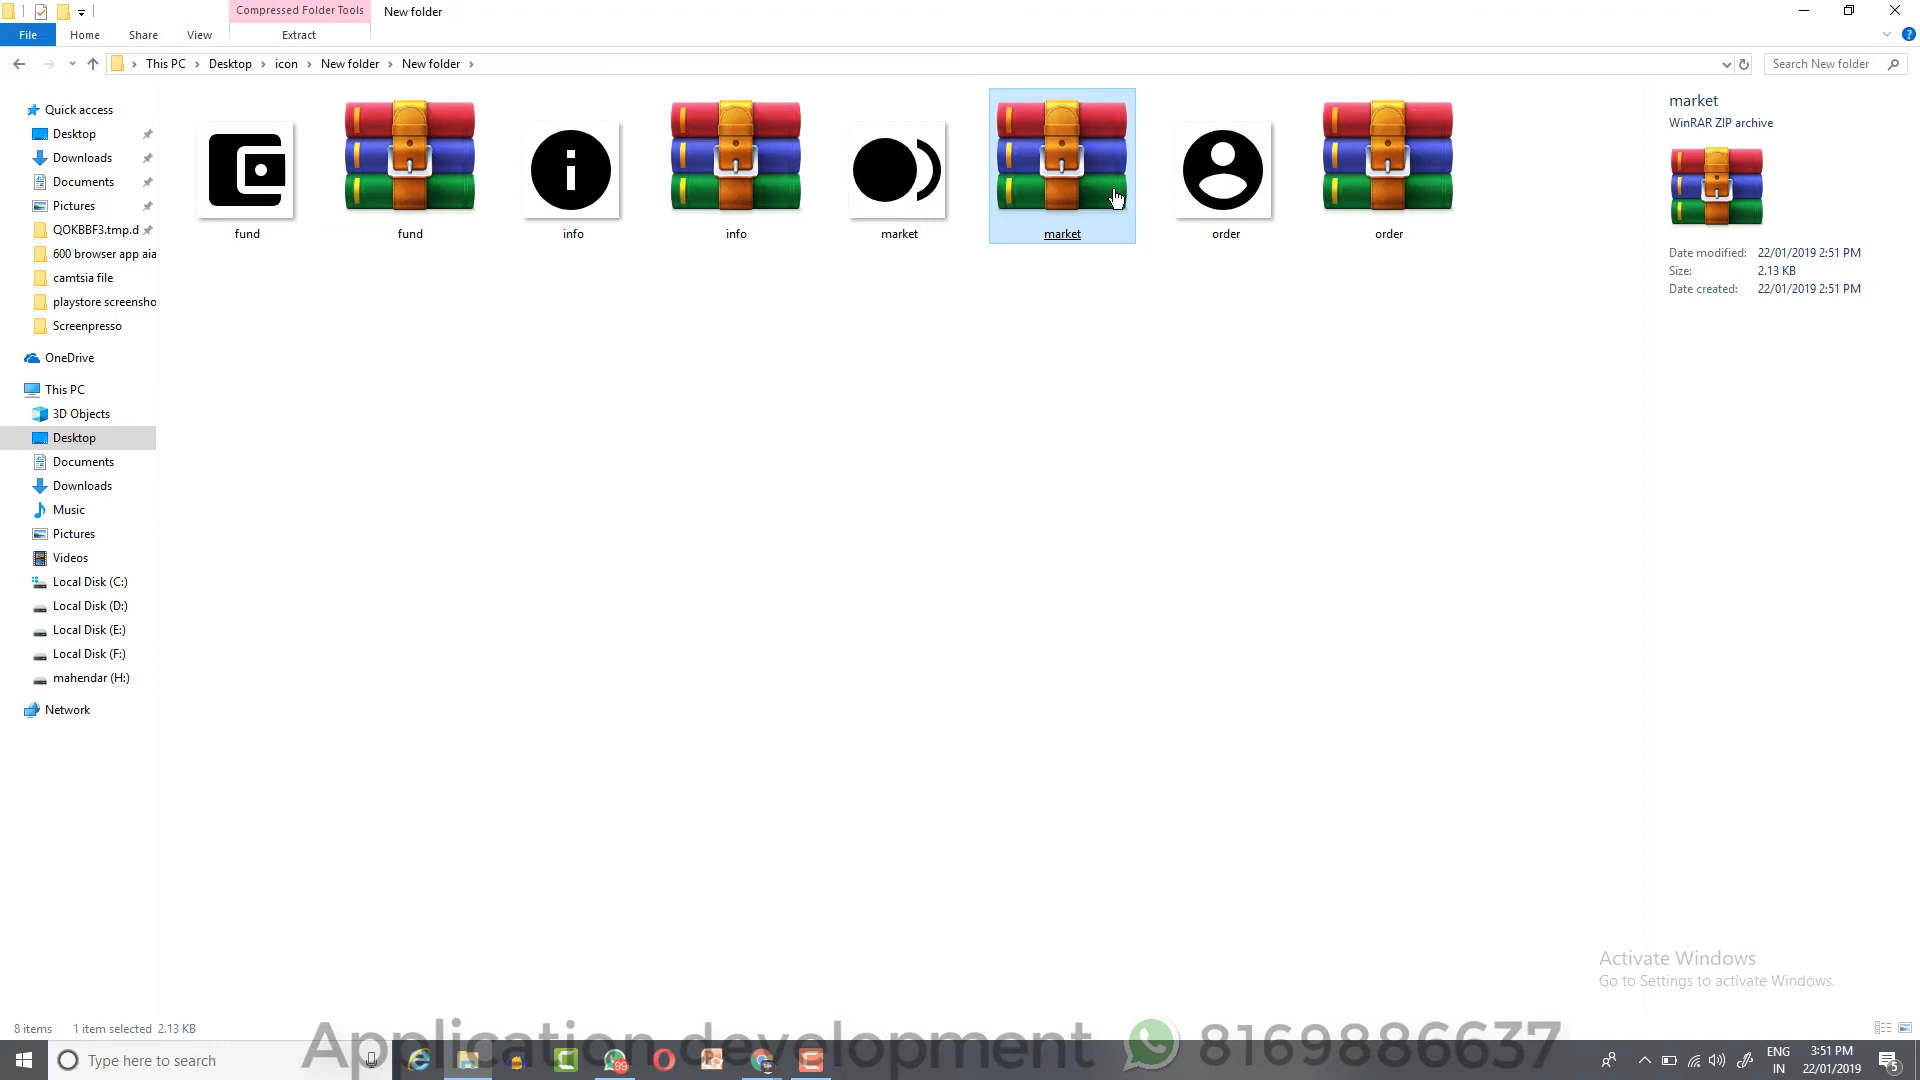 Compressed Folder Tools
New folder
File
Home
Share
View
Extract
This PC
Desktop
icon
New folder
New folder
Search New folder
Quick access
Desktop
Downloads
Documents
Pictures
QOKBBF3.tmp.d
600 browser app aia
camtsia file
playstore screensho
Screenpresso
OneDrive
This PC
3D Objects
Desktop
Documents
Downloads
Music
Pictures
Videos
Local Disk (C:)
Local Disk (D:)
Local Disk (E:)
Local Disk (F:)
mahendar (H:)
Network
fund
fund
info
info
market
market
order
order
market
WinRAR ZIP archive
Date modified: 22/01/2019 2:51 PM
Size: 2.13 KB
Date created: 22/01/2019 2:51 PM
Activate Windows
Go to Settings to activate Windows.
8 items
1 item selected 2.13 KB
Application development 8169886637
Type here to search
99
ENG
IN
3:51 PM
22/01/2019
5